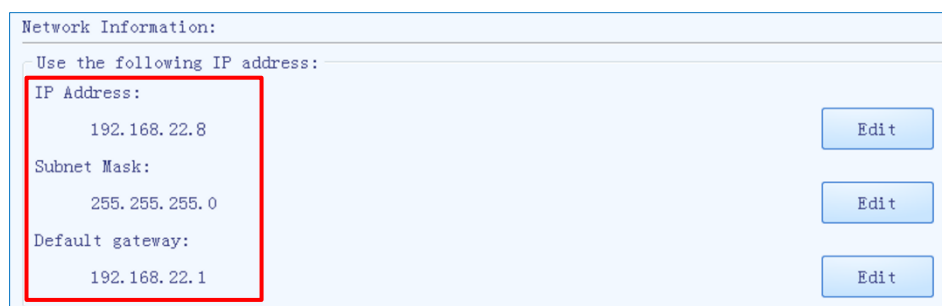 Network Information:
Use the following IP address:
IP Address:
192.168.22.8
Edit
Subnet Mask:
255.255.255.0
Edit
Default gateway:
192.168.22.1
Edit